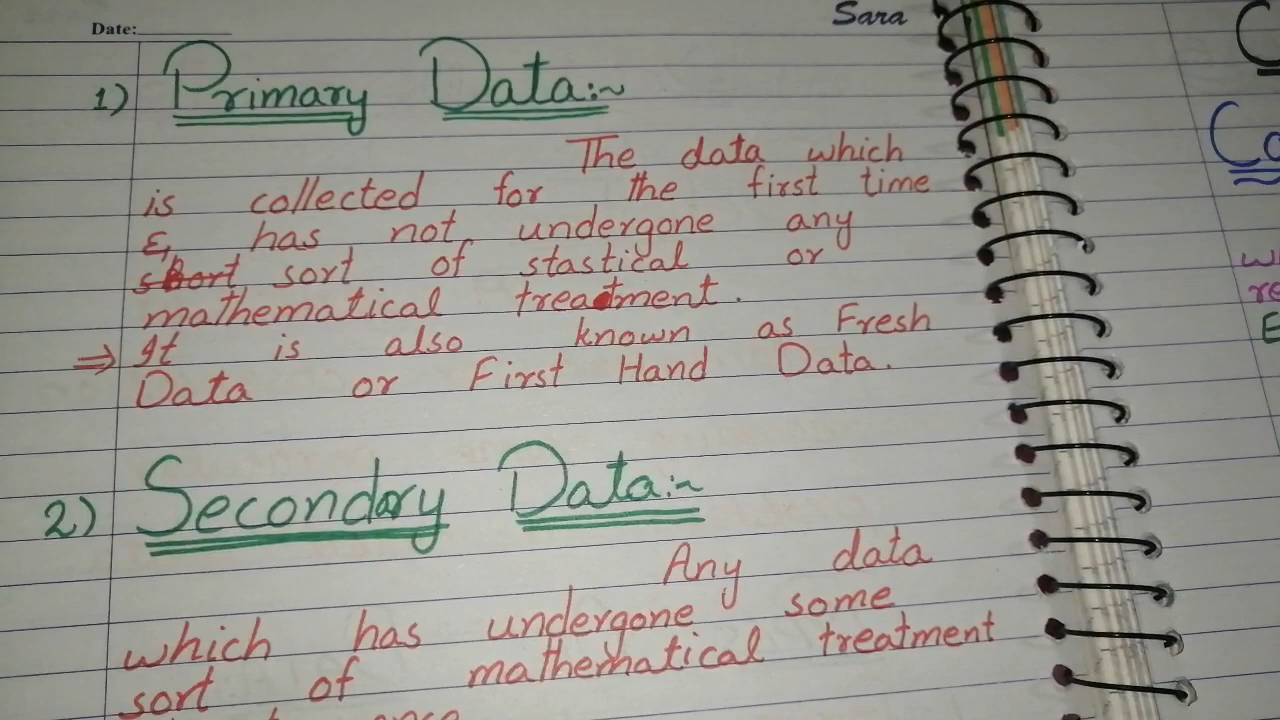 Sara
Date:
1) Primary Data:~
The data which
is collected for the first time
& has not undergone any
sort of stastical or
mathematical treatment.
⇒ It is also known as Fresh
Data or First Hand Data.
2) Secondary Data:~
Any data
which has undergone some
sort of mathematical treatment